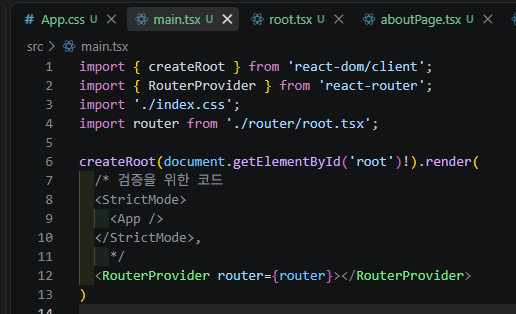 # App.css U main.tsx U × root.tsx U aboutPage.tsx U
src > main.tsx
1 import { createRoot } from 'react-dom/client';
2 import { RouterProvider } from 'react-router';
3 import './index.css';
4 import router from './router/root.tsx';
5
6 createRoot(document.getElementById('root')!).render(
7 /* 검증을 위한 코드
8 <StrictMode>
9 <App />
10 </StrictMode>,
11 */
12 <RouterProvider router={router}></RouterProvider>
13 )
14